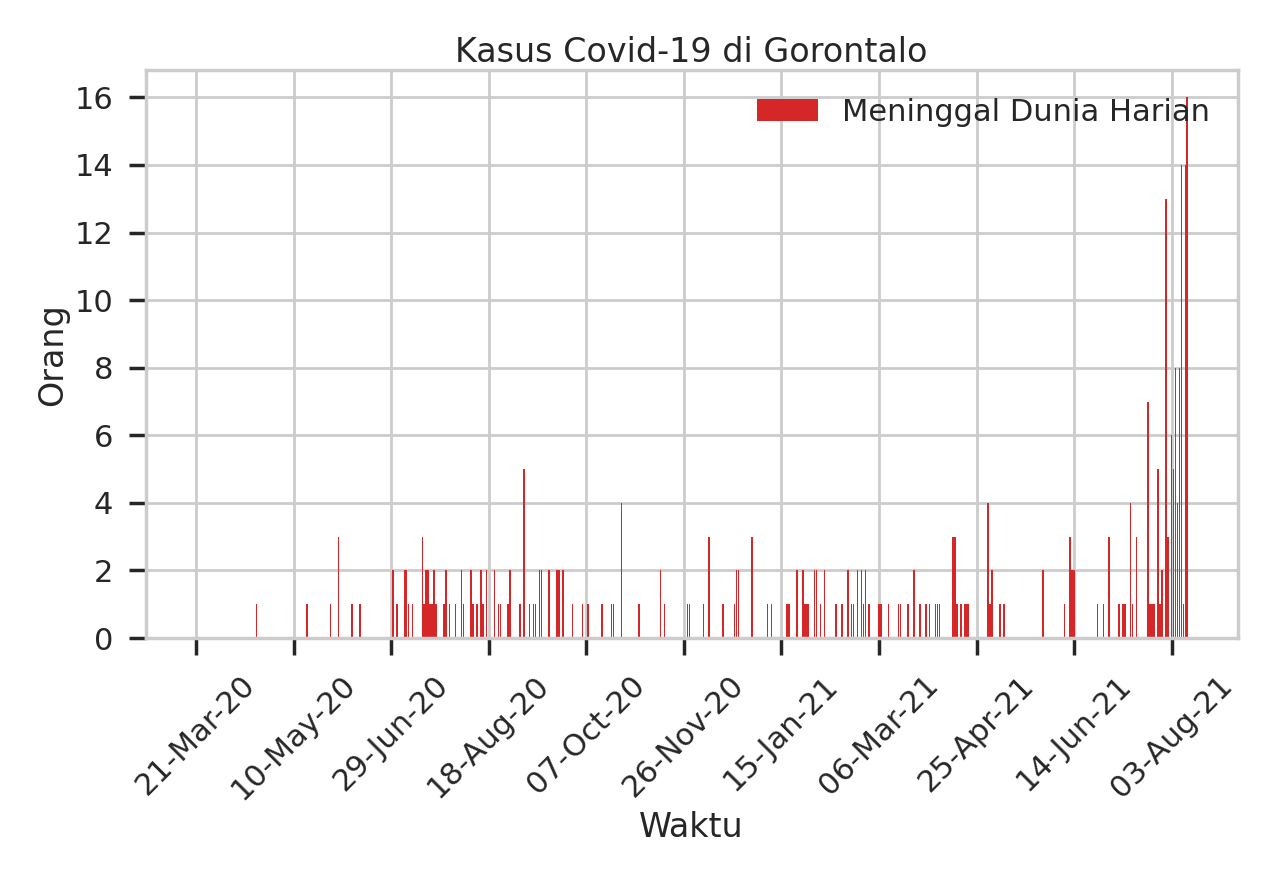 Kasus Covid-19 di Gorontalo
Meninggal Dunia Harian
Orang
16
14
12
10
8
6
4
2
0
21-Mar-20
10-May-20
29-Jun-20
18-Aug-20
07-Oct-20
26-Nov-20
15-Jan-21
06-Mar-21
25-Apr-21
14-Jun-21
03-Aug-21
Waktu